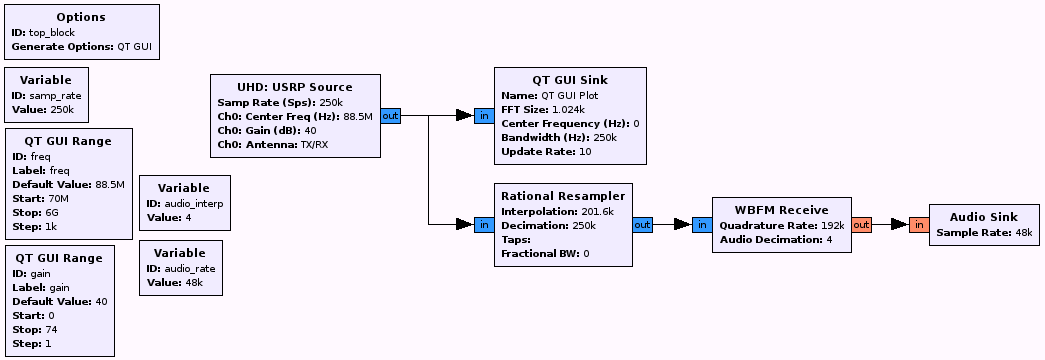 Options
ID: top_block
Generate Options: QT GUI
Variable
ID: samp_rate
Value: 250k
QT GUI Range
ID: freq
Label: freq
Default Value: 88.5M
Start: 70M
Stop: 6G
Step: 1k
Variable
ID: audio_interp
Value: 4
QT GUI Range
ID: gain
Label: gain
Default Value: 40
Start: 0
Stop: 74
Step: 1
Variable
ID: audio_rate
Value: 48k
UHD: USRP Source
Samp Rate (Sps): 250k
Ch0: Center Freq (Hz): 88.5M
Ch0: Gain (dB): 40
Ch0: Antenna: TX/RX
out
in
QT GUI Sink
Name: QT GUI Plot
FFT Size: 1.024k
Center Frequency (Hz): 0
Bandwidth (Hz): 250k
Update Rate: 10
in
Rational Resampler
Interpolation: 201.6k
Decimation: 250k
Taps:
Fractional BW: 0
out
in
WBFM Receive
Quadrature Rate: 192k
Audio Decimation: 4
out
in
Audio Sink
Sample Rate: 48k